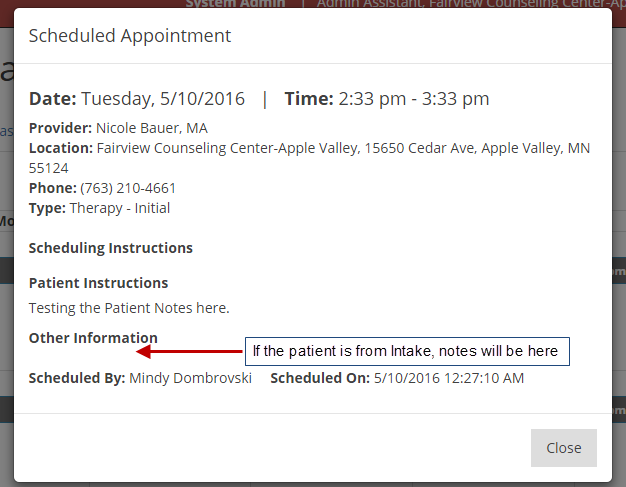 System Admin | Admin Assistant, Fairview Counseling Center-Ap
Scheduled Appointment
Date: Tuesday, 5/10/2016 | Time: 2:33 pm - 3:33 pm
Provider: Nicole Bauer, MA
Location: Fairview Counseling Center-Apple Valley, 15650 Cedar Ave, Apple Valley, MN
55124
Phone: (763) 210-4661
Type: Therapy - Initial
Scheduling Instructions
Patient Instructions
Testing the Patient Notes here.
Other Information
If the patient is from Intake, notes will be here
Scheduled By: Mindy Dombrovski Scheduled On: 5/10/2016 12:27:10 AM
Close